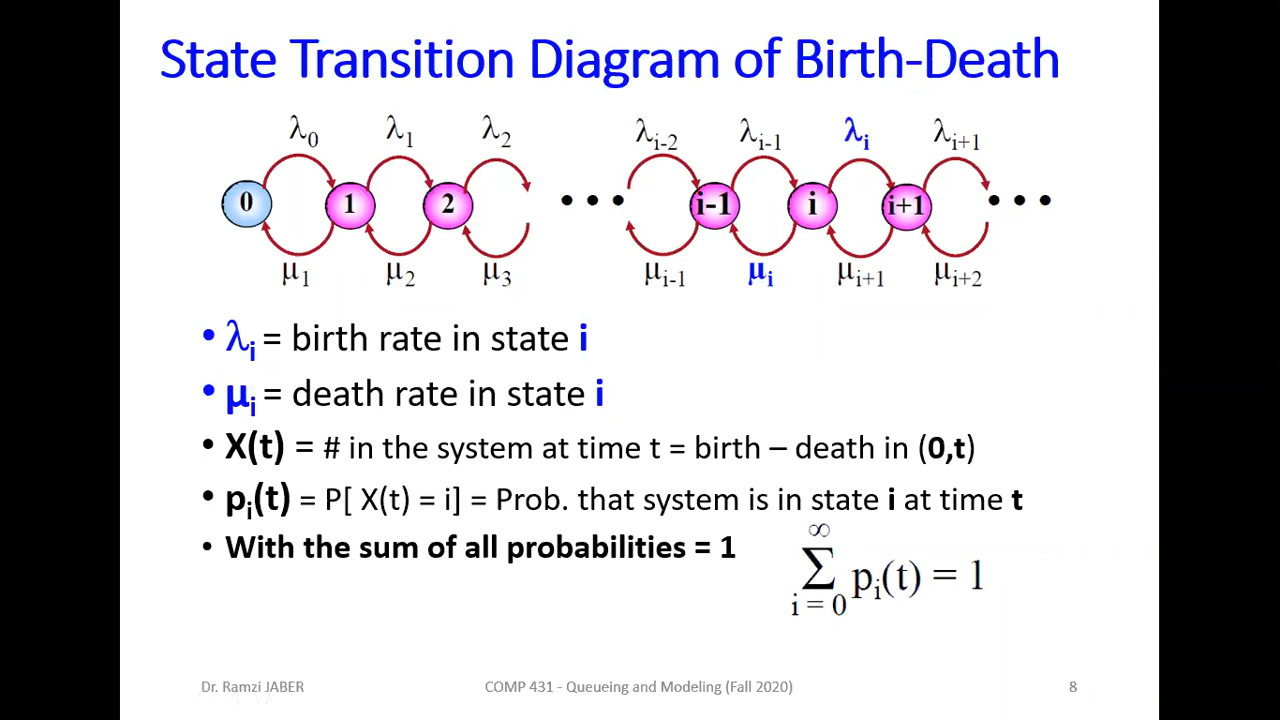 State Transition Diagram of Birth-Death
λ₀ λ₁ λ₂ λᵢ₋₂ λᵢ₋₁ λᵢ λᵢ₊₁
0 1 2 • • • i-1 i i+1 • • •
μ₁ μ₂ μ₃ μᵢ₋₁ μᵢ μᵢ₊₁ μᵢ₊₂
• λᵢ = birth rate in state i
• μᵢ = death rate in state i
• X(t) = # in the system at time t = birth – death in (0,t)
• pᵢ(t) = P[ X(t) = i] = Prob. that system is in state i at time t
• With the sum of all probabilities = 1
∞
Σ pᵢ(t) = 1
i = 0
Dr. Ramzi JABER COMP 431 - Queueing and Modeling (Fall 2020) 8